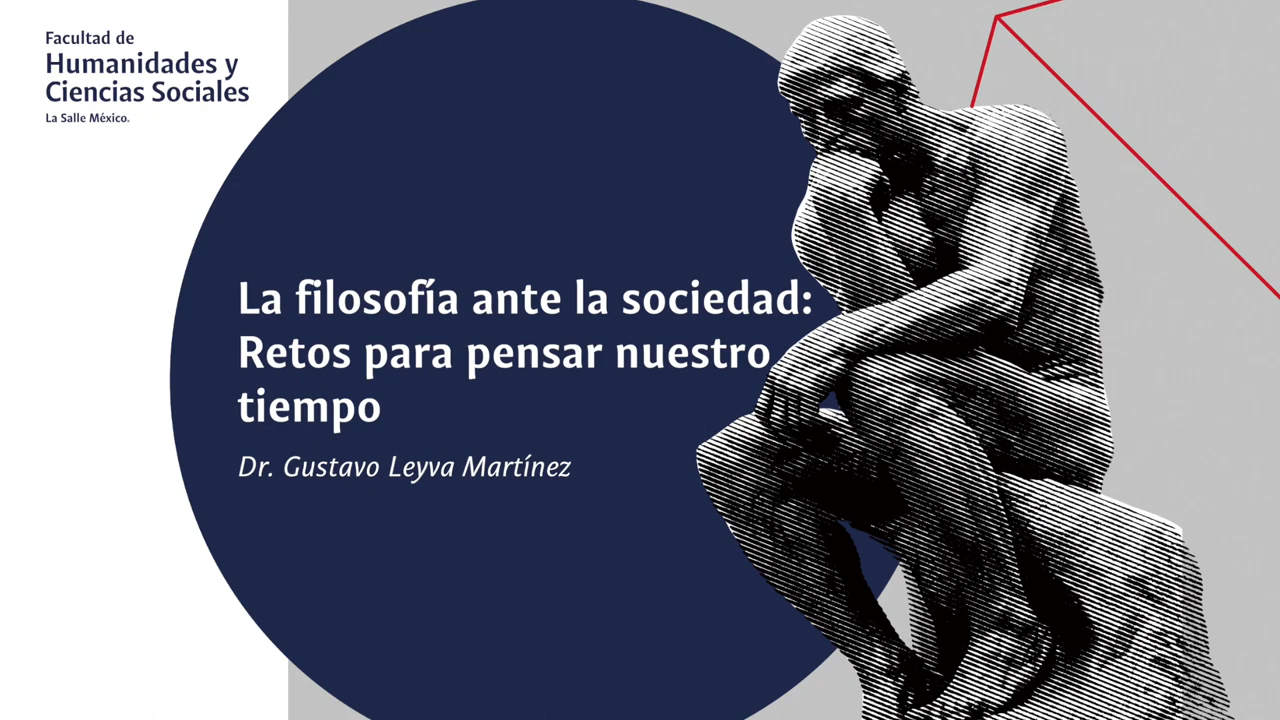 Facultad de
Humanidades y
Ciencias Sociales
La Salle México.
La filosofía ante la sociedad:
Retos para pensar nuestro
tiempo
Dr. Gustavo Leyva Martínez